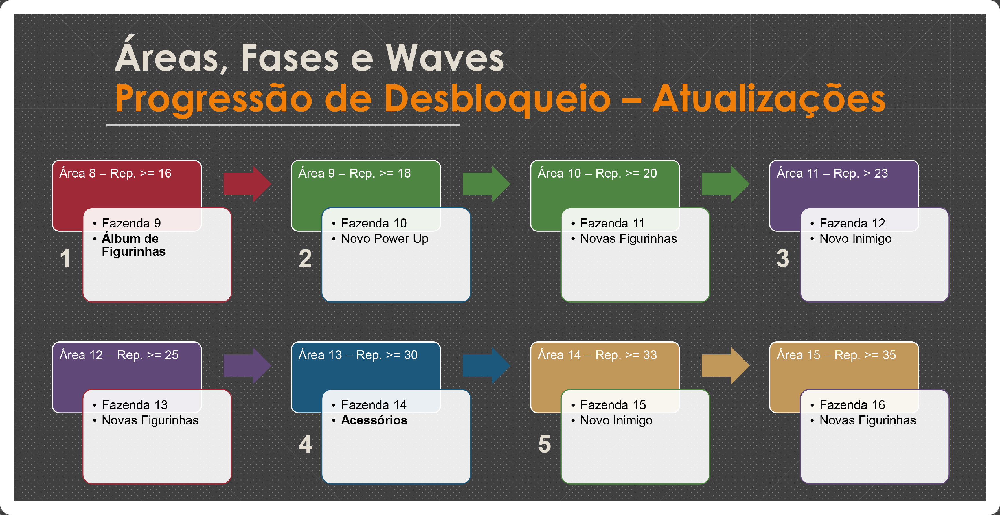 Áreas, Fases e Waves
Progressão de Desbloqueio – Atualizações
Área 8 – Rep. >= 16
• Fazenda 9
• Álbum de
Figurinhas
1
Área 9 – Rep. >= 18
• Fazenda 10
• Novo Power Up
2
Área 10 – Rep. >= 20
• Fazenda 11
• Novas Figurinhas
Área 11 – Rep. > 23
• Fazenda 12
• Novo Inimigo
3
Área 12 – Rep. >= 25
• Fazenda 13
• Novas Figurinhas
Área 13 – Rep. >= 30
• Fazenda 14
• Acessórios
4
Área 14 – Rep. >= 33
• Fazenda 15
• Novo Inimigo
5
Área 15 – Rep. >= 35
• Fazenda 16
• Novas Figurinhas